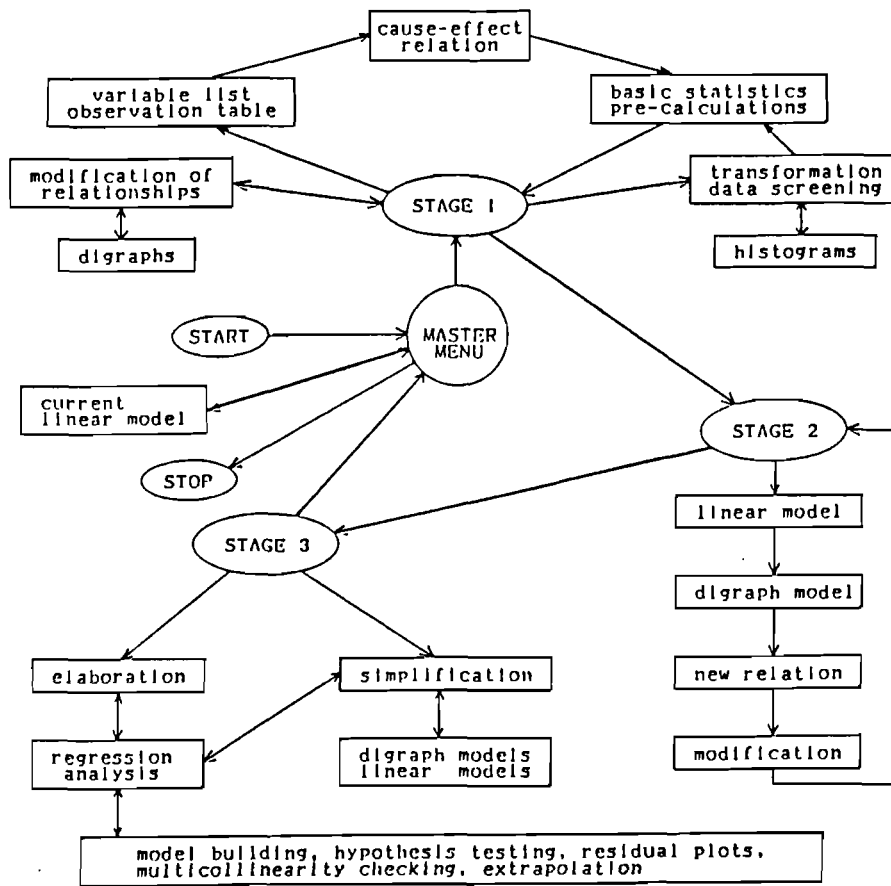 cause-effect
relation
variable list
observation table
basic statistics
pre-calculations
modification of
relationships
STAGE 1
transformation
data screening
digraphs
histograms
START
MASTER
MENU
current
linear model
STAGE 2
STOP
linear model
STAGE 3
digraph model
elaboration
simplification
new relation
regression
analysis
digraph models
linear models
modification
model building, hypothesis testing, residual plots,
multicollinearity checking, extrapolation